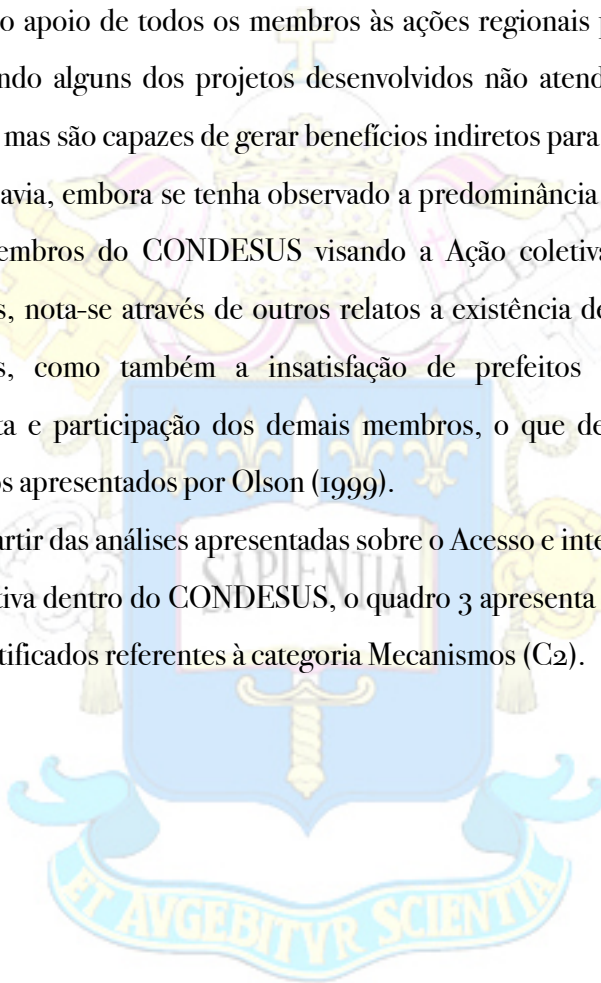 o apoio de todos os membros às ações regionais
ndo alguns dos projetos desenvolvidos não atend
mas são capazes de gerar benefícios indiretos para
avia, embora se tenha observado a predominância
embros do CONDESUS visando a Ação coletiva
s, nota-se através de outros relatos a existência de
s, como também a insatisfação de prefeitos
ta e participação dos demais membros, o que de
os apresentados por Olson (1999).
artir das análises apresentadas sobre o Acesso e inte
tiva dentro do CONDESUS, o quadro 3 apresenta
tificados referentes à categoria Mecanismos (C2).
SAPIENTIA
ET AVGEBITVR SCIENTIA